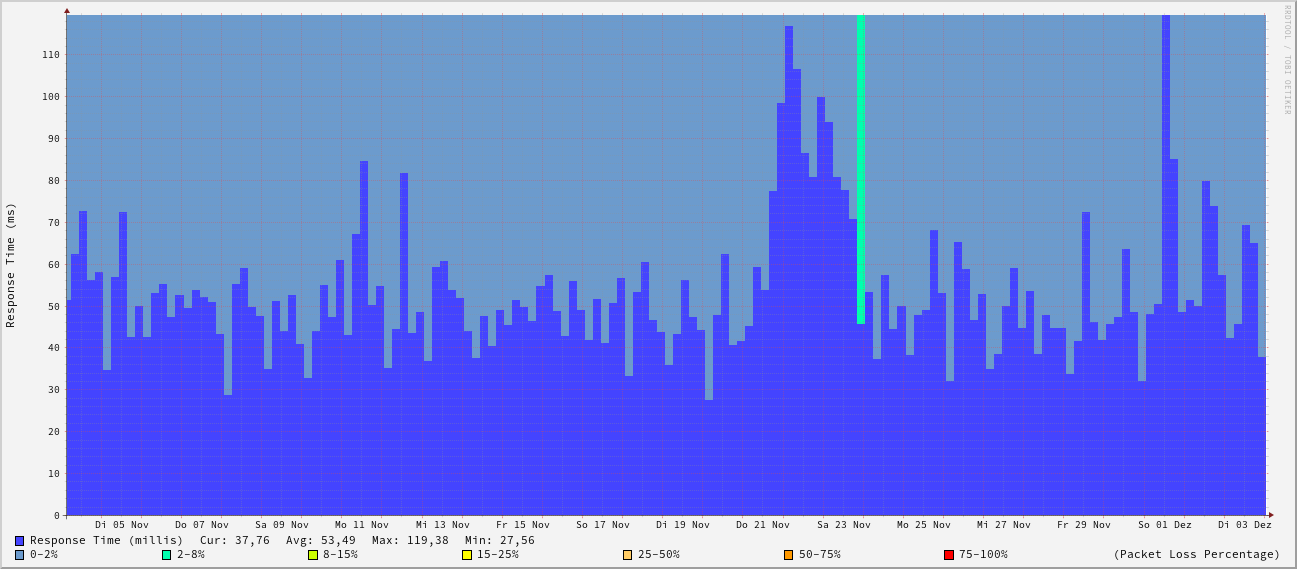 RRDTOOL / TOBI OETIKER
Response Time (ms)
110
100
90
80
70
60
50
40
30
20
10
0
Di 05 Nov Do 07 Nov Sa 09 Nov Mo 11 Nov Mi 13 Nov Fr 15 Nov So 17 Nov Di 19 Nov Do 21 Nov Sa 23 Nov Mo 25 Nov Mi 27 Nov Fr 29 Nov So 01 Dez Di 03 Dez
Response Time (millis) Cur: 37,76 Avg: 53,49 Max: 119,38 Min: 27,56
0-2% 2-8% 8-15% 15-25% 25-50% 50-75% 75-100% (Packet Loss Percentage)